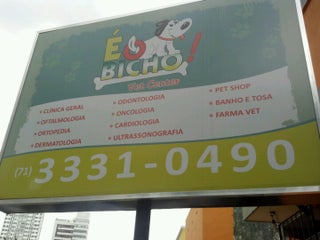 É O
BICHO!
Vet Center
• CLÍNICA GERAL
• OFTALMOLOGIA
• ORTOPEDIA
• DERMATOLOGIA
• ODONTOLOGIA
• ONCOLOGIA
• CARDIOLOGIA
• ULTRASSONOGRAFIA
• PET SHOP
• BANHO E TOSA
• FARMA VET
(71) 3331-0490